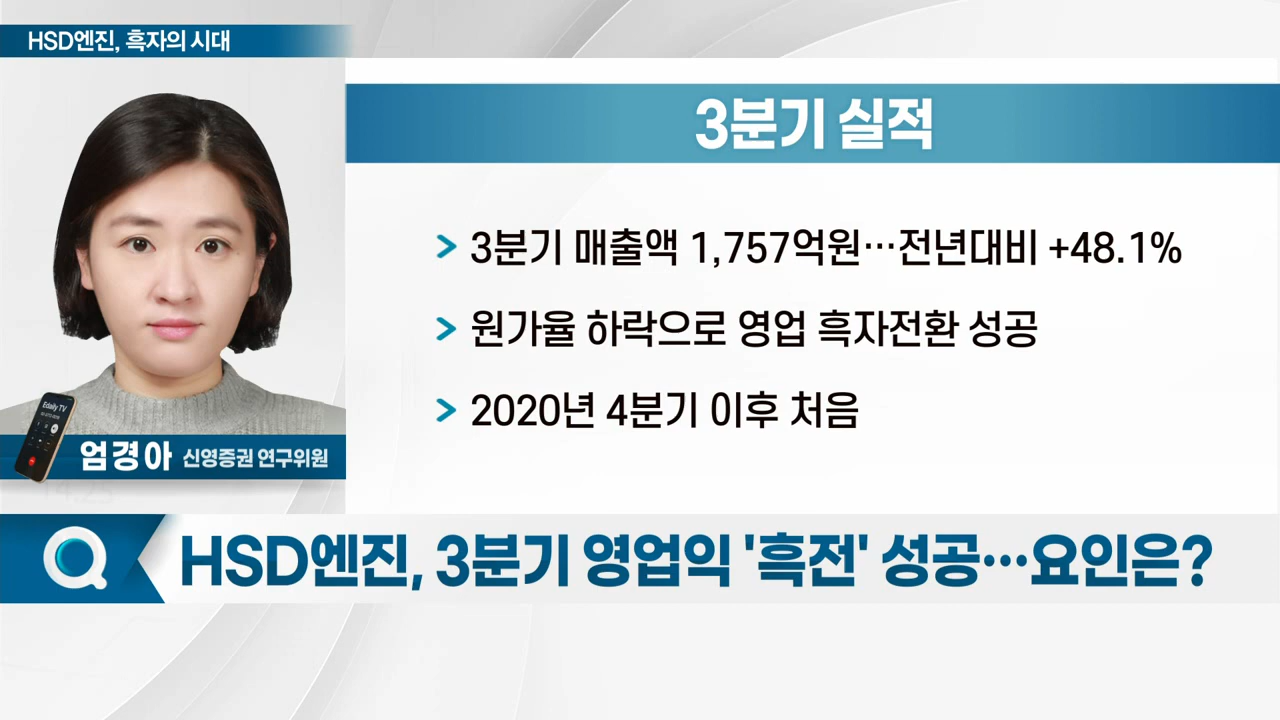 HSD엔진, 흑자의 시대
3분기 실적
> 3분기 매출액 1,757억원…전년대비 +48.1%
> 원가율 하락으로 영업 흑자전환 성공
> 2020년 4분기 이후 처음
Edaily TV
엄경아 신영증권 연구위원
14:25
HSD엔진, 3분기 영업익 '흑전' 성공…요인은?